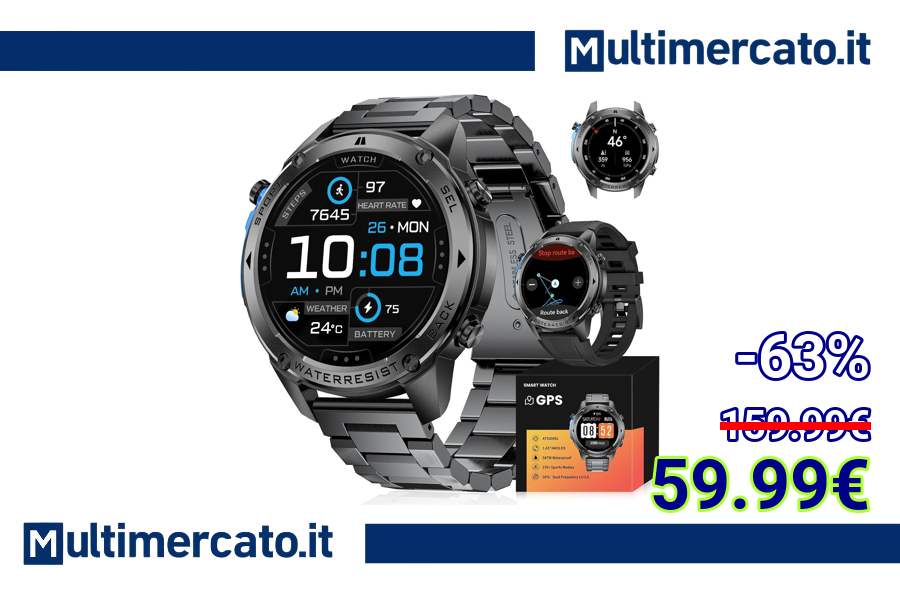 Multimercato.it
WATCH
SPORT
SEL
BACK
WATERRESIST
STEPS
7645
97
HEART RATE
26 • MON
10:08
AM • PM
WEATHER
24°C
75
BATTERY
N
46°
359
956
Stop route ba
Route back
SMART WATCH
GPS
08:52
-63%
159.99€
59.99€
Multimercato.it